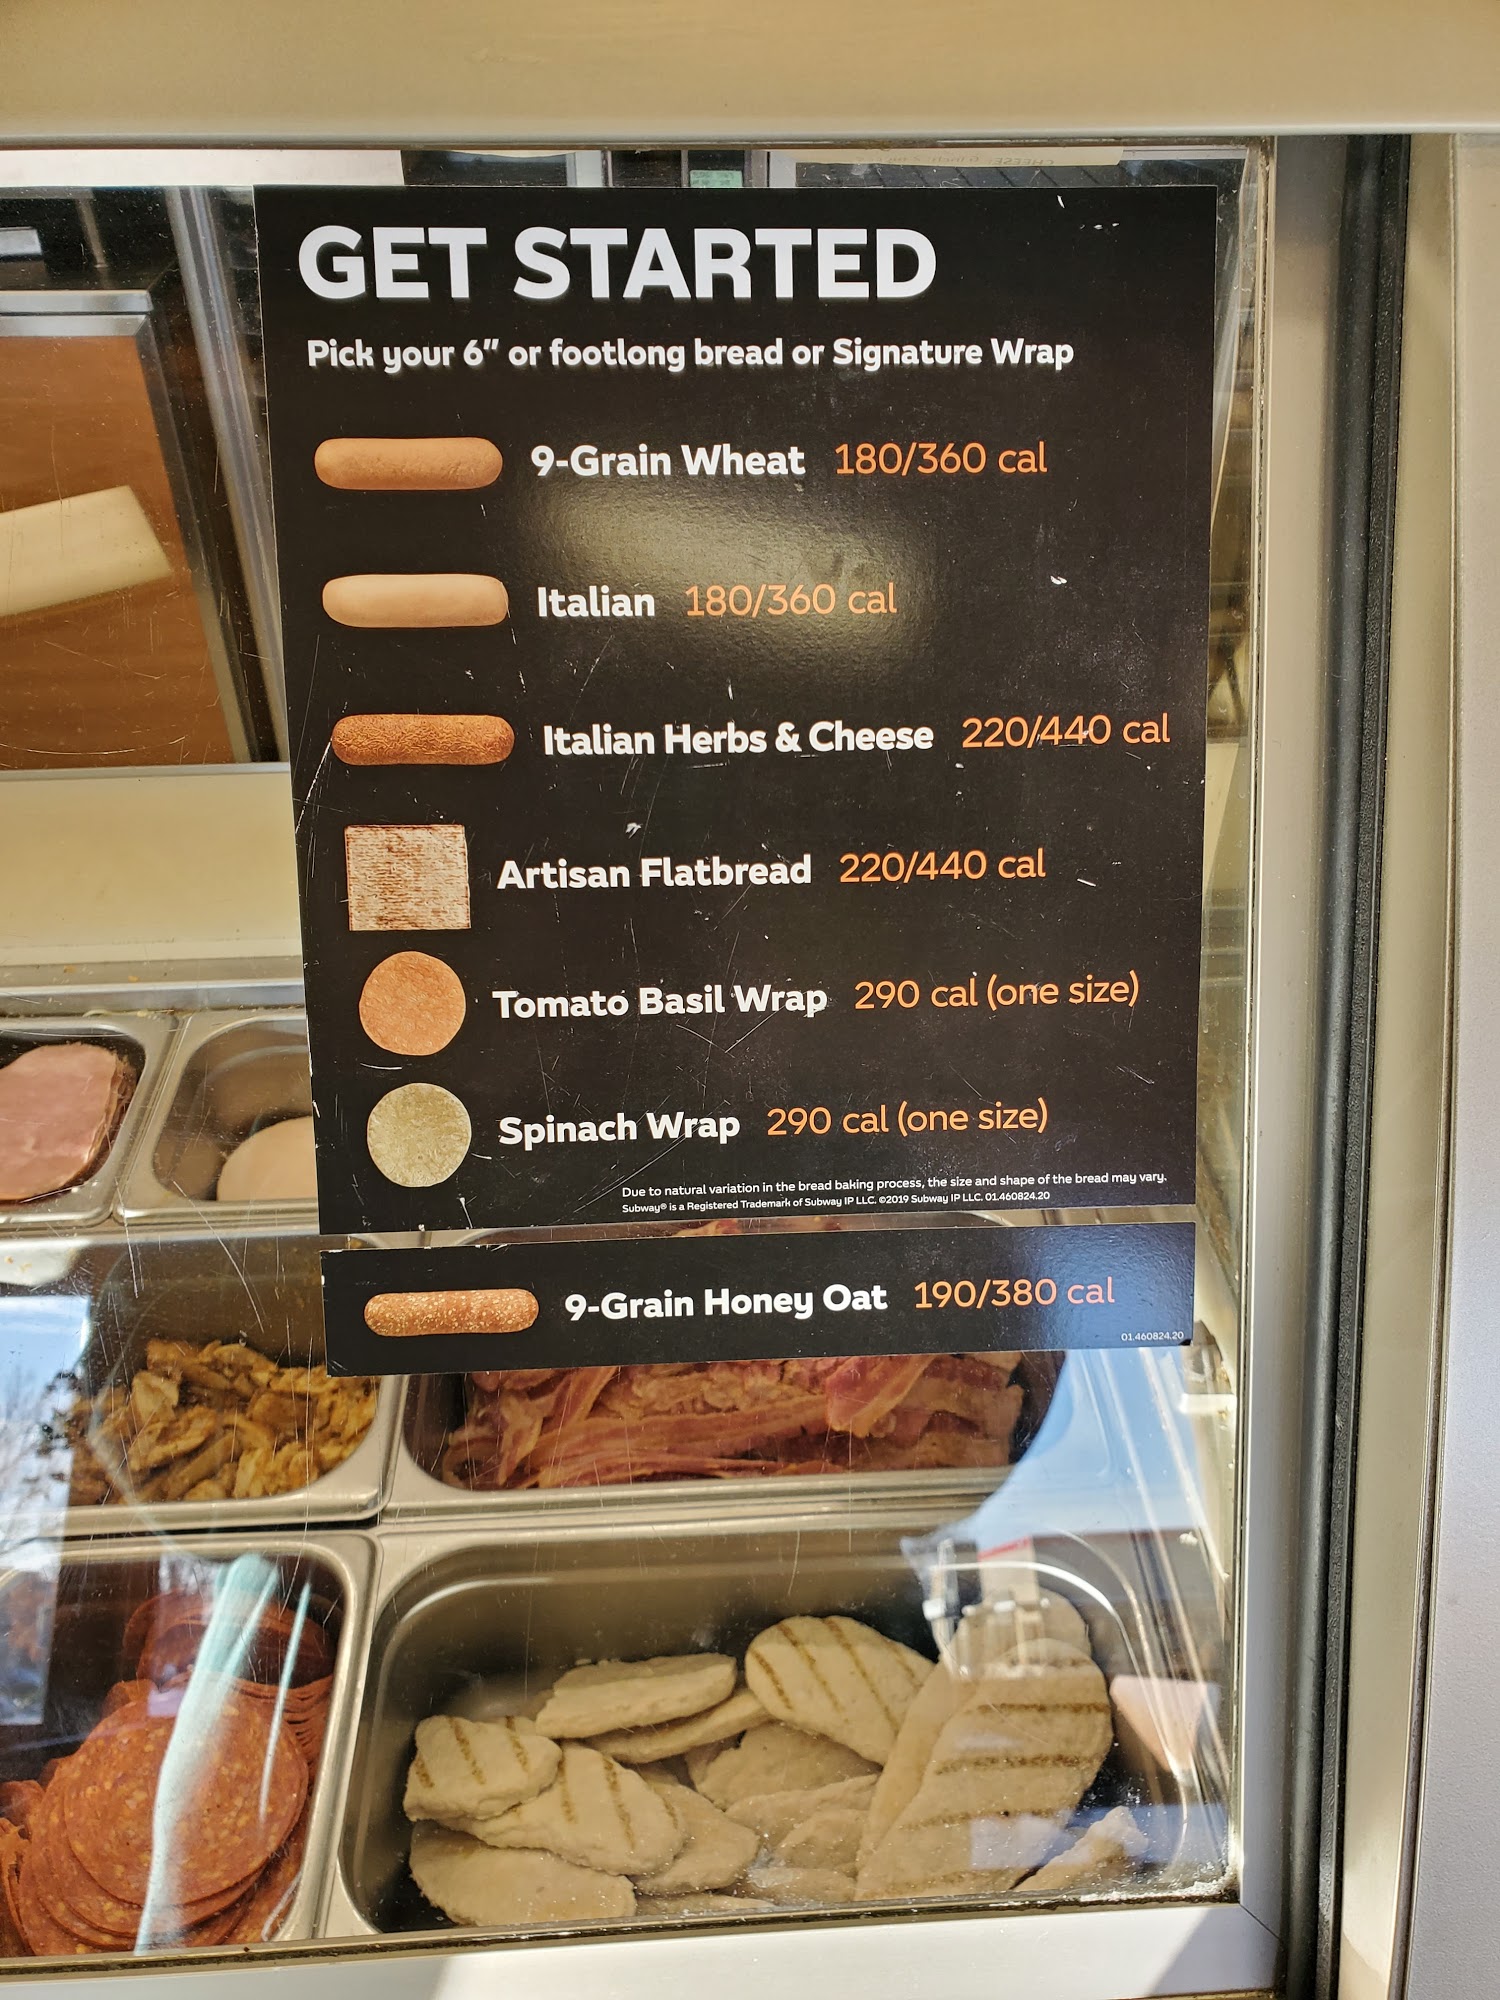 GET STARTED
Pick your 6” or footlong bread or Signature Wrap
9-Grain Wheat 180/360 cal
Italian 180/360 cal
Italian Herbs & Cheese 220/440 cal
Artisan Flatbread 220/440 cal
Tomato Basil Wrap 290 cal (one size)
Spinach Wrap 290 cal (one size)
Due to natural variation in the bread baking process, the size and shape of the bread may vary.
Subway® is a Registered Trademark of Subway IP LLC. ©2019 Subway IP LLC. 01.460824.20
9-Grain Honey Oat 190/380 cal
01.460824.20